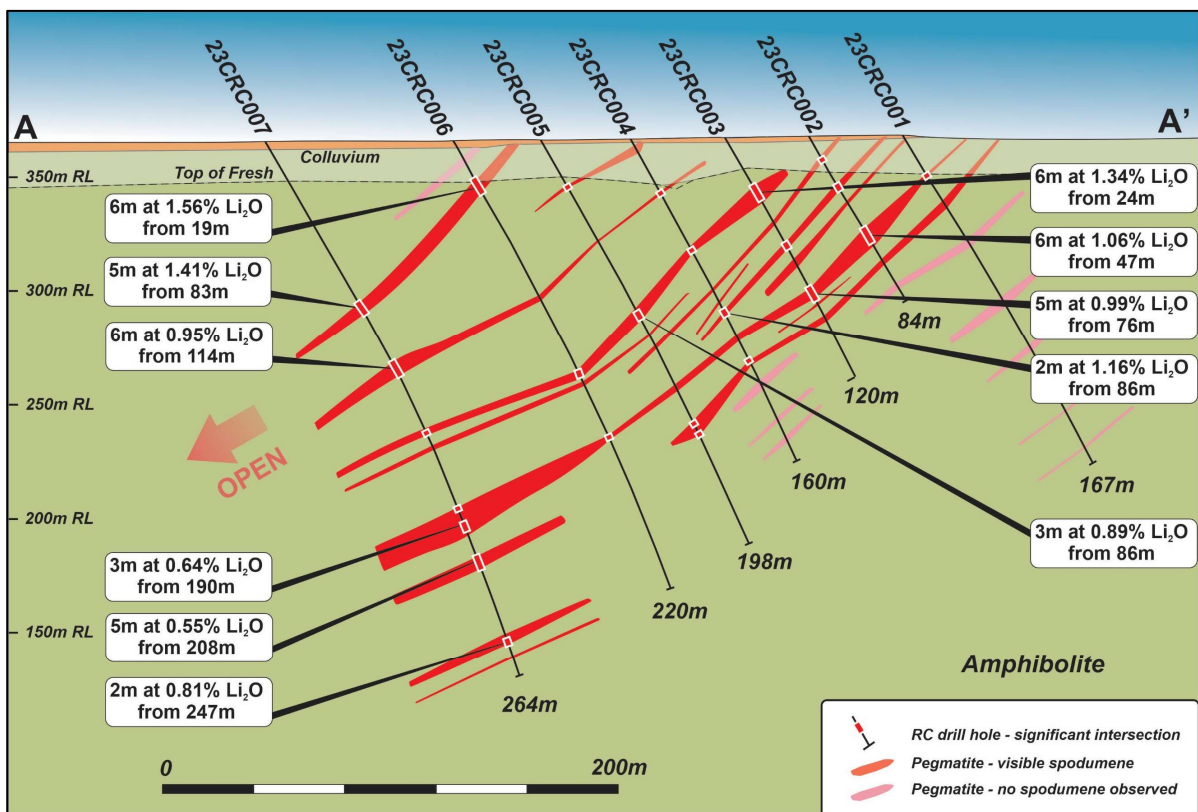 23CRC007
23CRC006
23CRC005
23CRC004
23CRC003
23CRC002
23CRC001
A
A'
Colluvium
Top of Fresh
350m RL
300m RL
250m RL
200m RL
150m RL
6m at 1.56% Li₂O
from 19m
5m at 1.41% Li₂O
from 83m
6m at 0.95% Li₂O
from 114m
OPEN
3m at 0.64% Li₂O
from 190m
5m at 0.55% Li₂O
from 208m
2m at 0.81% Li₂O
from 247m
6m at 1.34% Li₂O
from 24m
6m at 1.06% Li₂O
from 47m
5m at 0.99% Li₂O
from 76m
2m at 1.16% Li₂O
from 86m
3m at 0.89% Li₂O
from 86m
84m
120m
160m
167m
198m
220m
264m
Amphibolite
0
200m
RC drill hole - significant intersection
Pegmatite - visible spodumene
Pegmatite - no spodumene observed